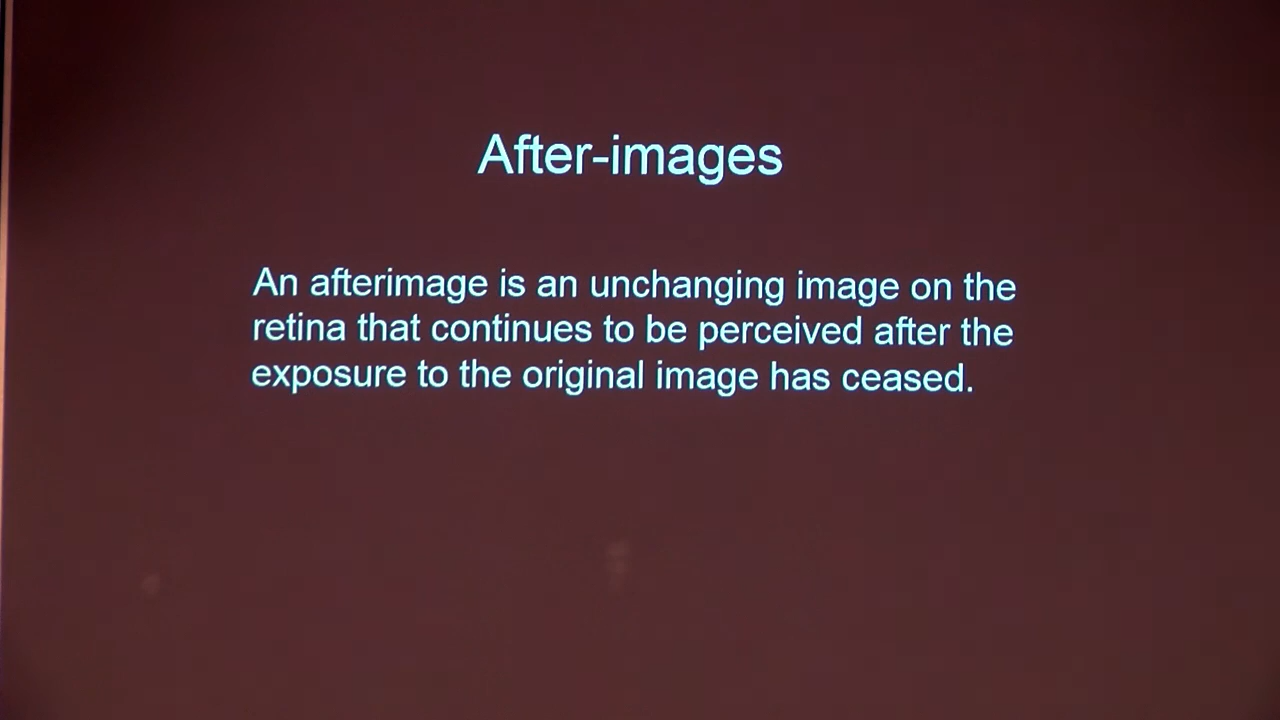 After-images
An afterimage is an unchanging image on the
retina that continues to be perceived after the
exposure to the original image has ceased.